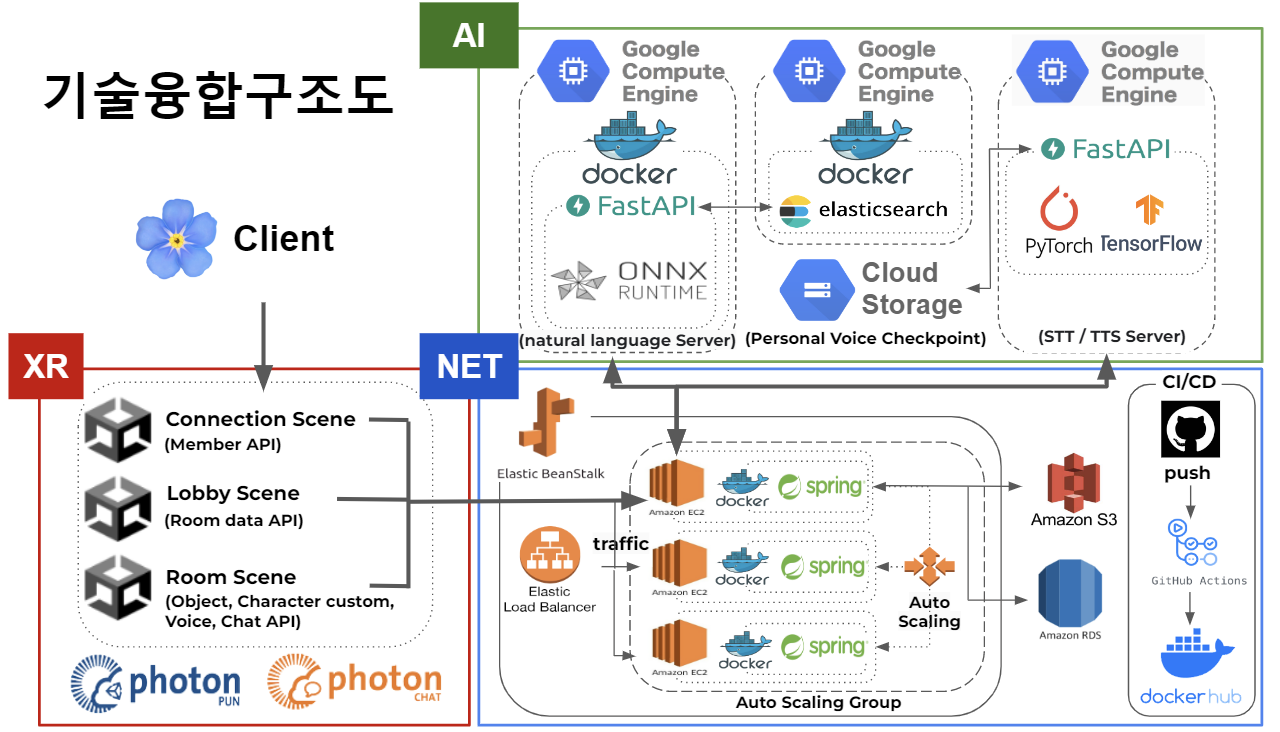 기술융합구조도
Client
AI
Google
Compute
Engine
docker
FastAPI
ONNX
RUNTIME
(natural language Server)
Google
Compute
Engine
docker
elasticsearch
Cloud
Storage
(Personal Voice Checkpoint)
Google
Compute
Engine
FastAPI
PyTorch
TensorFlow
(STT / TTS Server)
XR
Connection Scene
(Member API)
Lobby Scene
(Room data API)
Room Scene
(Object, Character custom,
Voice, Chat API)
photon
PUN
photon
CHAT
NET
Elastic BeanStalk
traffic
Elastic
Load Balancer
Amazon EC2
docker
spring
Amazon EC2
docker
spring
Amazon EC2
docker
spring
Auto
Scaling
Auto Scaling Group
Amazon S3
Amazon RDS
CI/CD
push
GitHub Actions
dockerhub